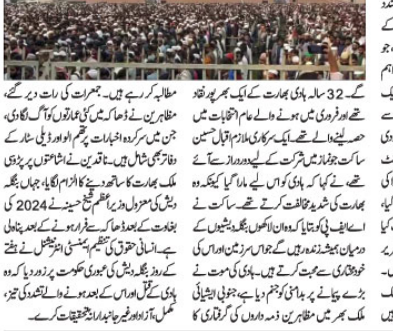 گے۔ 32 سالہ ہادی بھارت کے ایک بھرپور نقاد
تھے اور فروری میں ہونے والے عام انتخابات میں
حصہ لینے والے تھے۔ ایک سرکاری ملازم اقبال حسین
ساکت جو نماز میں شرکت کے لیے دور دراز سے آئے
تھے، نے کہا کہ ہادی کو اس لیے مارا گیا کیونکہ وہ
بھارت کی شدید مخالفت کرتے تھے۔ ساکت نے
اے ایف پی کو بتایا کہ وہ ان لاکھوں بنگلہ دیشیوں کے
درمیان ہمیشہ زندہ رہیں گے جو اس سرزمین اور اس کی
خود مختاری سے محبت کرتے ہیں۔ ہادی کی موت نے
بڑے پیمانے پر بدامنی کو جنم دیا ہے، جنوبی ایشیائی
ملک بھر میں مظاہرین ذمہ داروں کی گرفتاری کا
مطالبہ کر رہے ہیں۔ جمعرات کی رات دیر گئے،
مظاہرین نے ڈھاکہ میں کئی عمارتوں کو آگ لگا دی،
جن میں سرکردہ اخبارات پرتھم الو اور ڈیلی سٹار کے
دفاتر بھی شامل ہیں۔ ناقدین نے اشاعتوں پر پڑوسی
ملک بھارت کا ساتھ دینے کا الزام لگایا، جہاں بنگلہ
دیش کی معزول وزیر اعظم شیخ حسینہ نے 2024 کی
بغاوت کے بعد ڈھاکہ سے فرار ہونے کے بعد پناہ لی
ہے۔ انسانی حقوق کی تنظیم ایمنسٹی انٹرنیشنل نے ہفتے
کے روز بنگلہ دیش کی عبوری حکومت پر زور دیا کہ وہ
ہادی کے قتل اور اس کے بعد ہونے والے تشدد کی تیز،
مکمل، آزاد اور غیر جانبدارانہ تحقیقات کرے۔